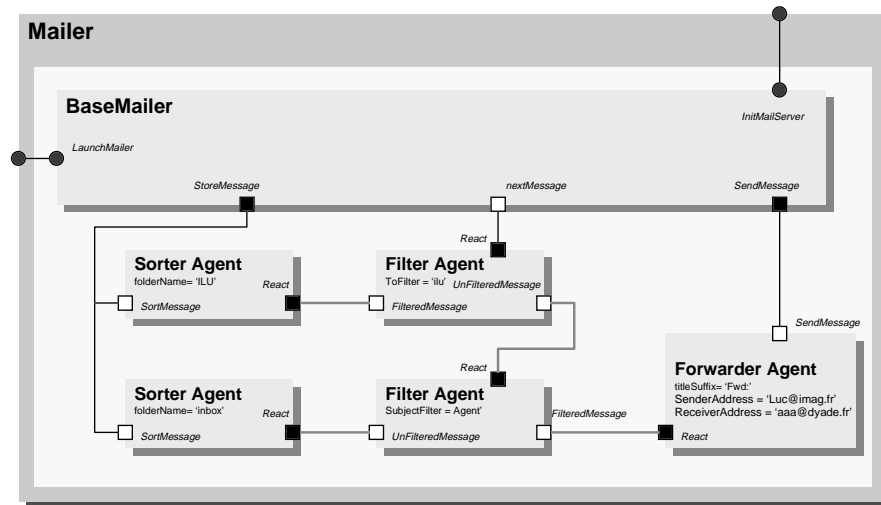 Mailer
BaseMailer
InitMailServer
LaunchMailer
StoreMessage
nextMessage
SendMessage
React
Sorter Agent
folderName= ‘ILU’
React
SortMessage
Filter Agent
ToFilter = ‘ilu’
UnFilteredMessage
FilteredMessage
SendMessage
React
Sorter Agent
folderName= ‘inbox’
React
SortMessage
Filter Agent
SubjectFilter = Agent’
FilteredMessage
UnFilteredMessage
Forwarder Agent
titleSuffix= ‘Fwd:’
SenderAddress = ‘Luc@imag.fr’
ReceiverAddress = ‘aaa@dyade.fr’
React